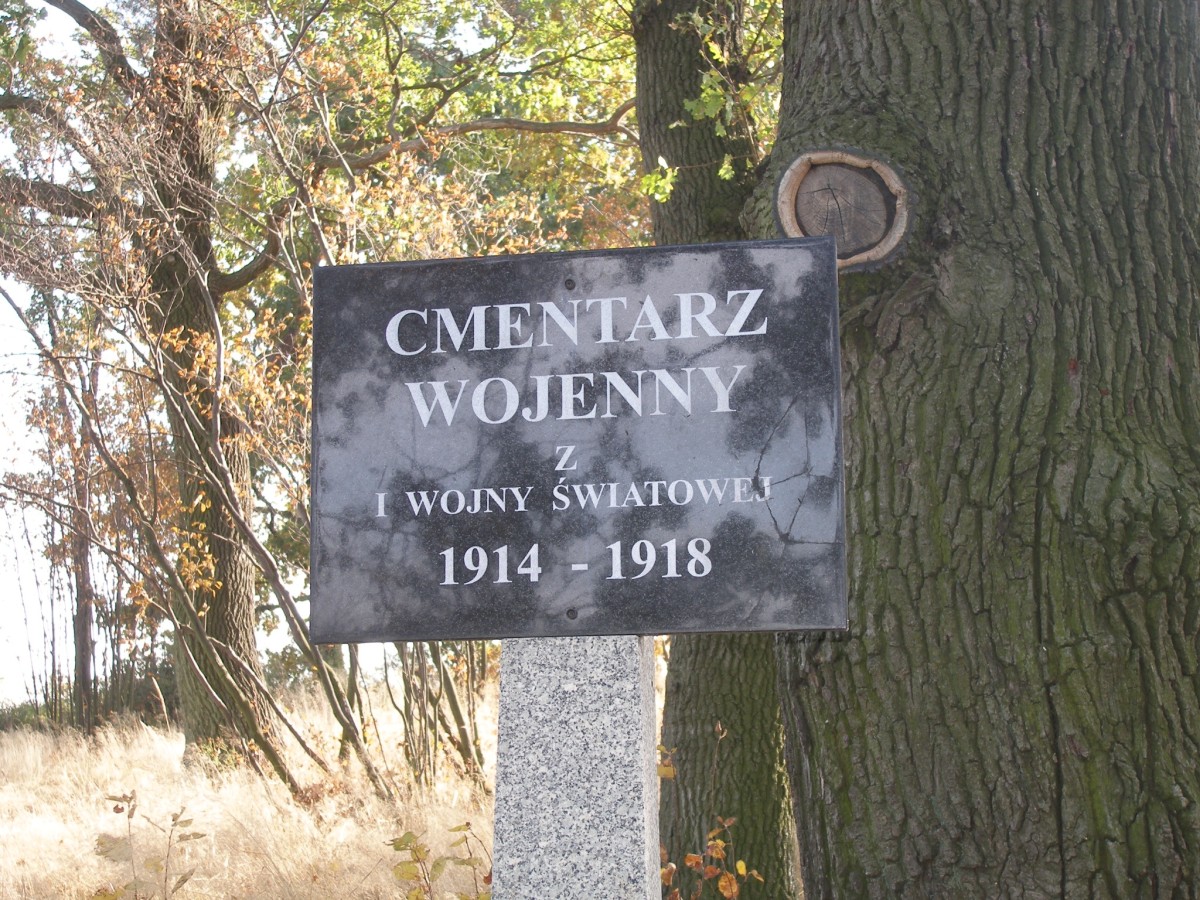 CMENTARZ
WOJENNY
Z
I WOJNY ŚWIATOWEJ
1914 - 1918